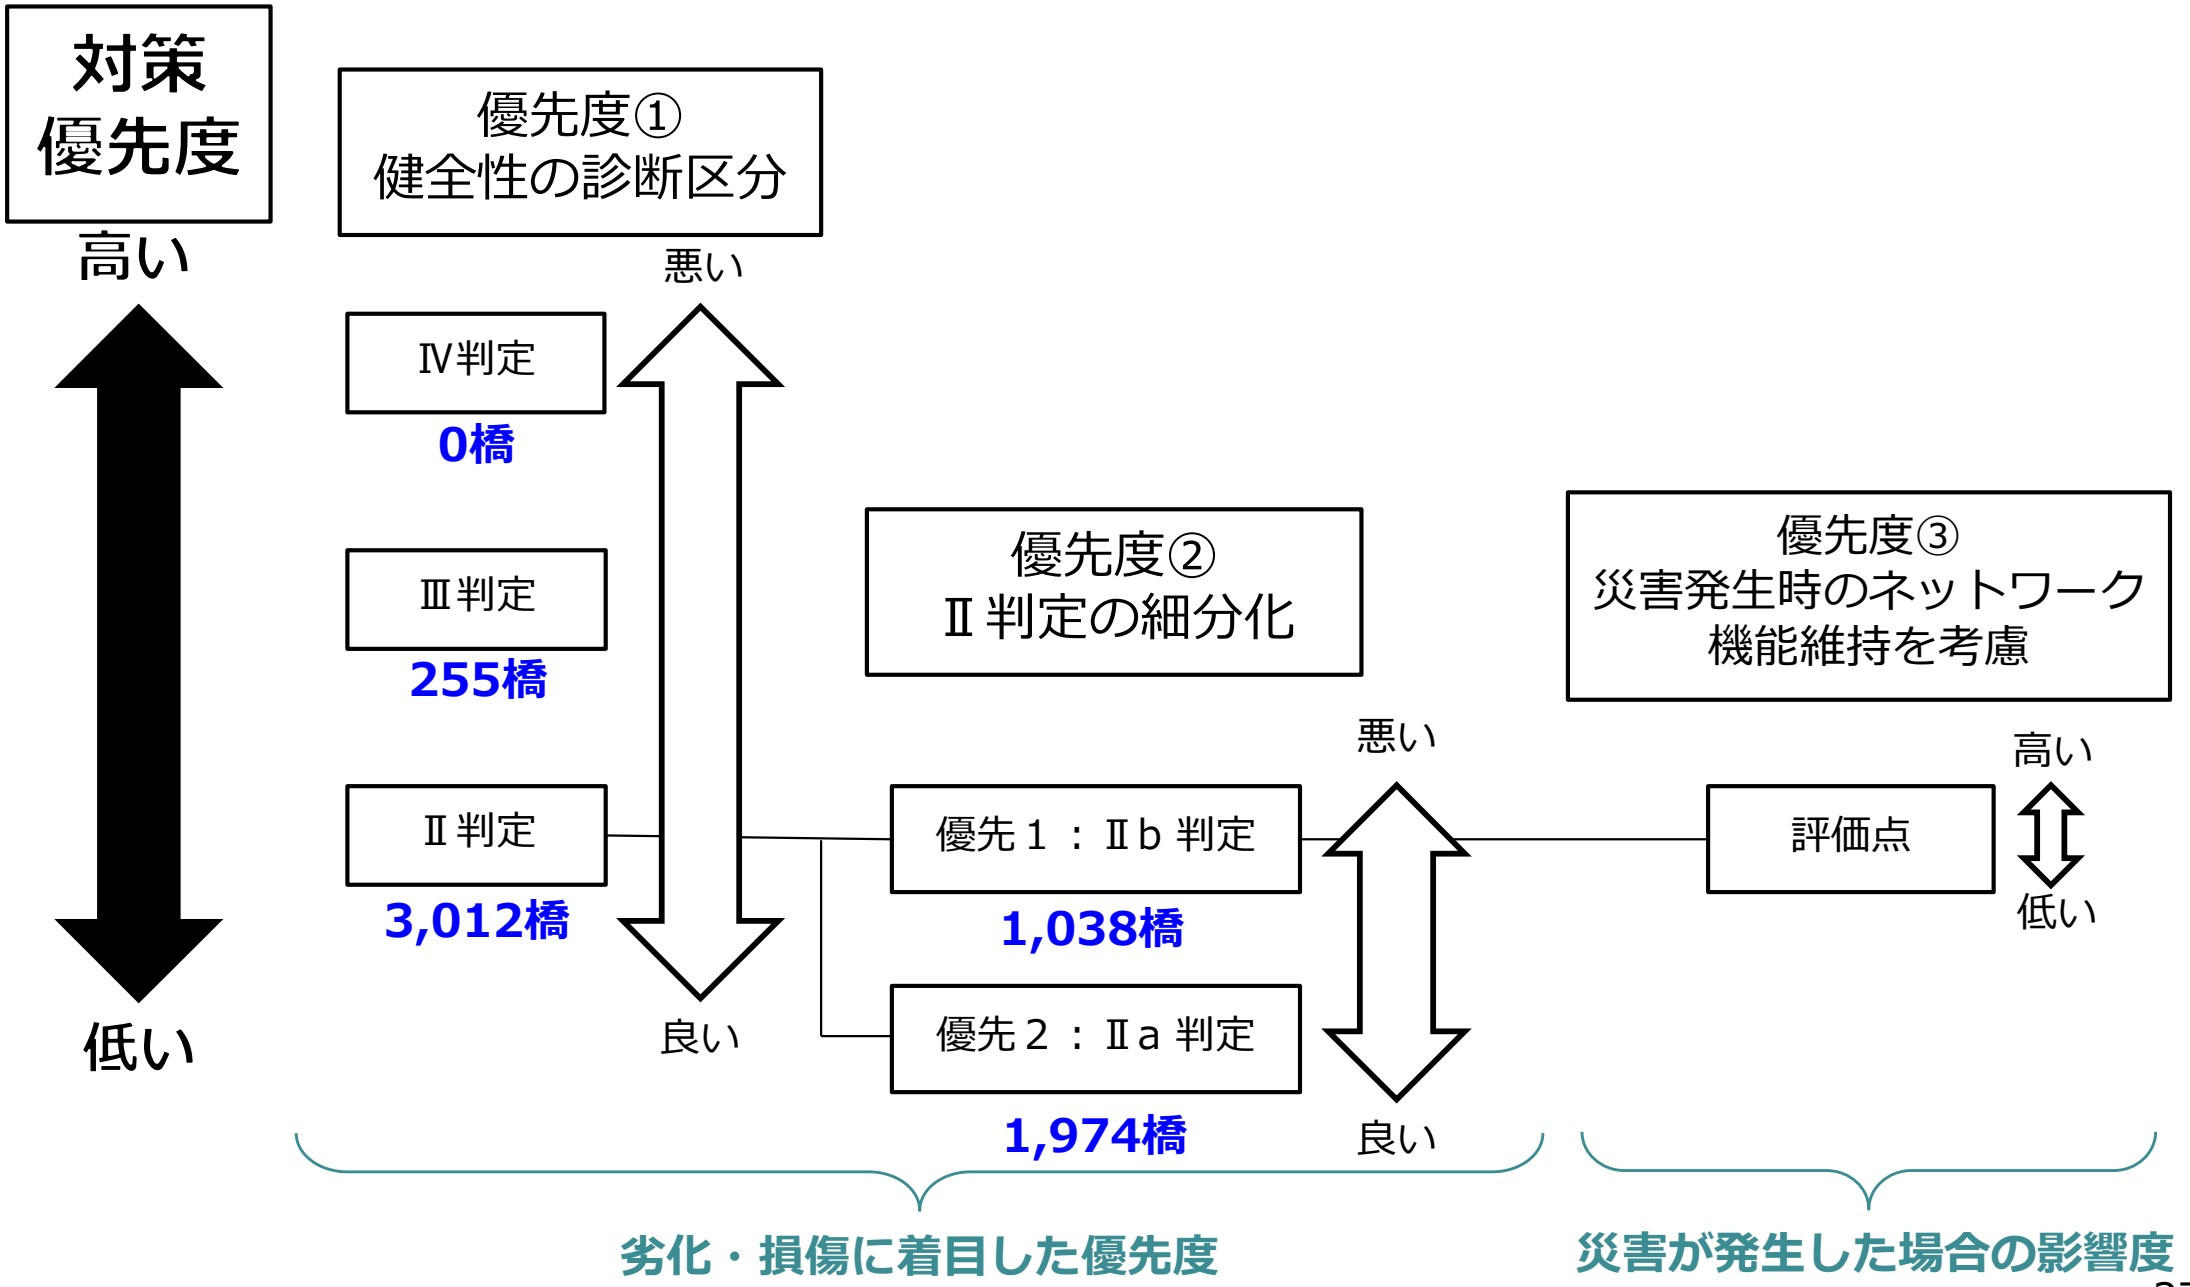 対策
優先度
高い
低い
優先度①
健全性の診断区分
悪い
Ⅳ判定
0橋
Ⅲ判定
255橋
Ⅱ判定
3,012橋
良い
優先度②
Ⅱ判定の細分化
悪い
優先１：Ⅱb 判定
1,038橋
優先２：Ⅱa 判定
1,974橋
良い
優先度③
災害発生時のネットワーク
機能維持を考慮
高い
評価点
低い
劣化・損傷に着目した優先度
災害が発生した場合の影響度